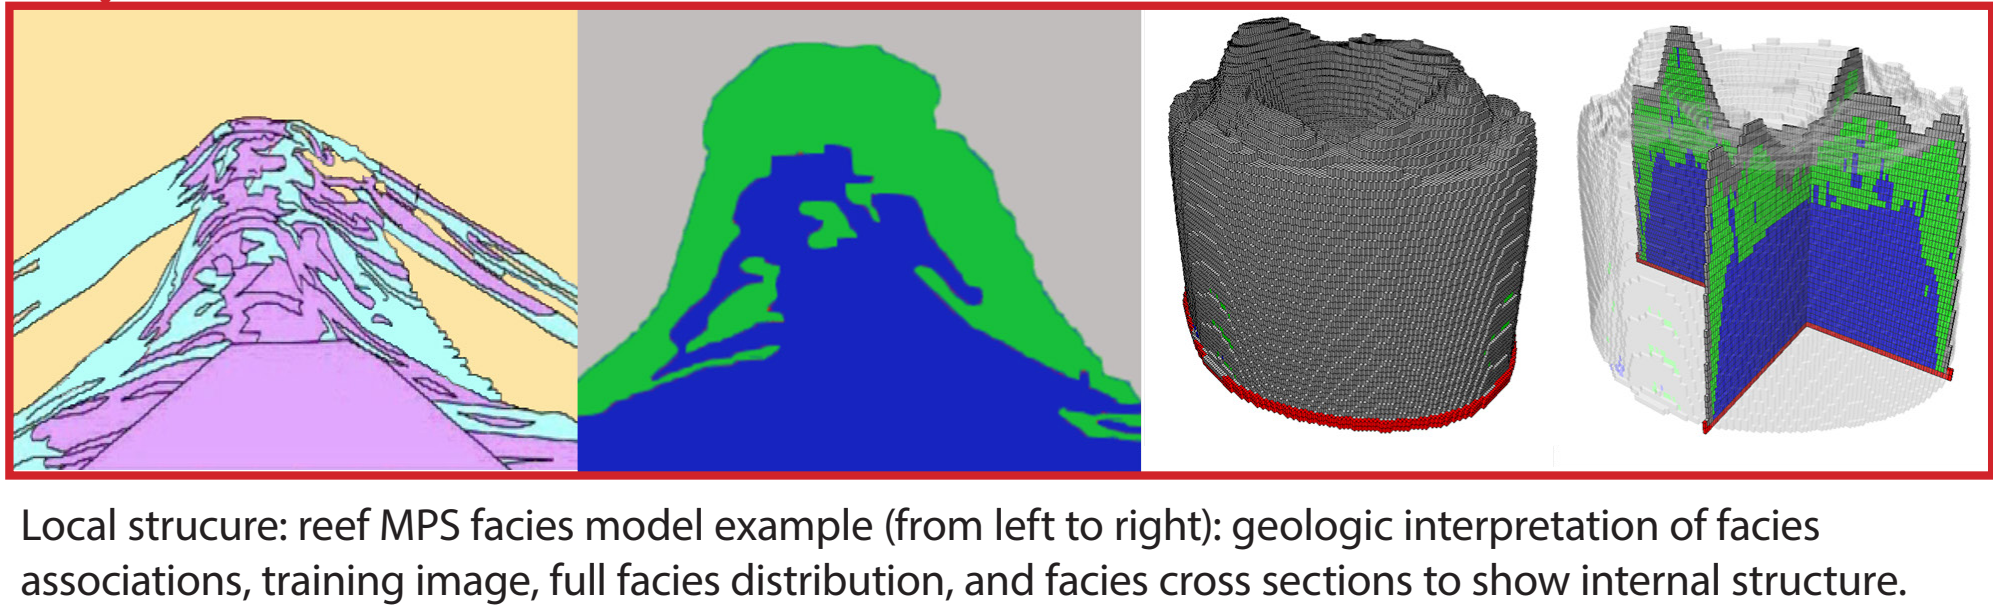 Local strucure: reef MPS facies model example (from left to right): geologic interpretation of facies
associations, training image, full facies distribution, and facies cross sections to show internal structure.